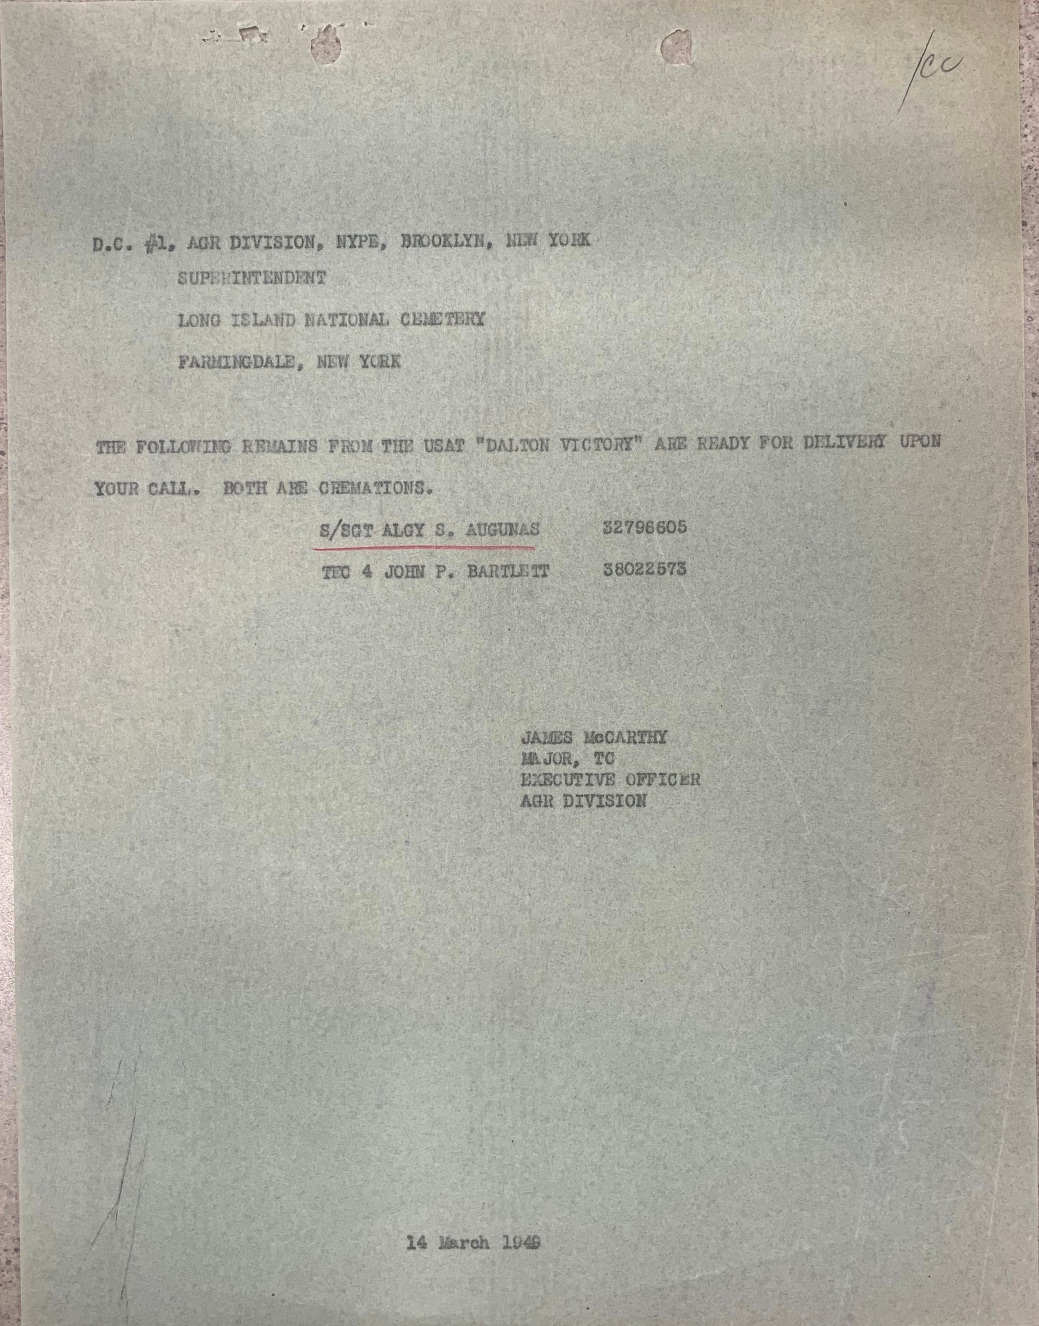 /cc
D.C. #1, AGR DIVISION, NYPE, BROOKLYN, NEW YORK
SUPERINTENDENT
LONG ISLAND NATIONAL CEMETERY
FARMINGDALE, NEW YORK
THE FOLLOWING REMAINS FROM THE USAT "DALTON VICTORY" ARE READY FOR DELIVERY UPON
YOUR CALL. BOTH ARE CREMATIONS.
S/SGT ALGY S. AUGUNAS 32796605
TEC 4 JOHN P. BARTLETT 38022573
JAMES McCARTHY
MAJOR, TC
EXECUTIVE OFFICER
AGR DIVISION
14 March 1949